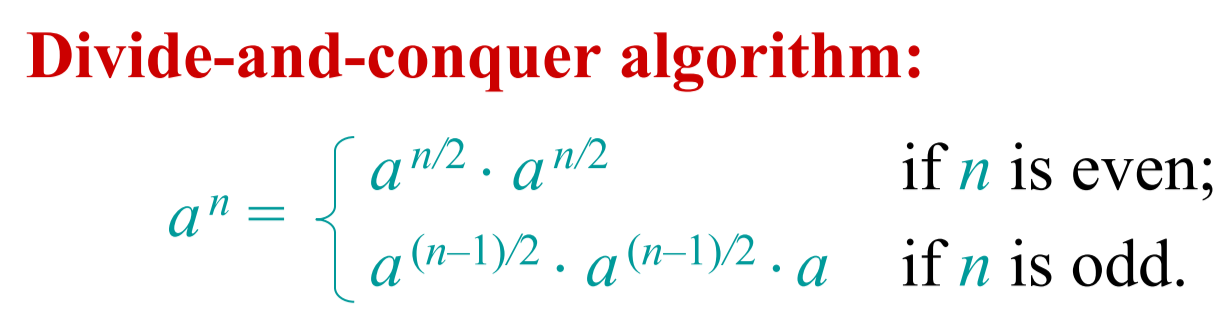 Divide-and-conquer algorithm:
aⁿ = { a^{n/2} · a^{n/2} if n is even;
a^{(n–1)/2} · a^{(n–1)/2} · a if n is odd.